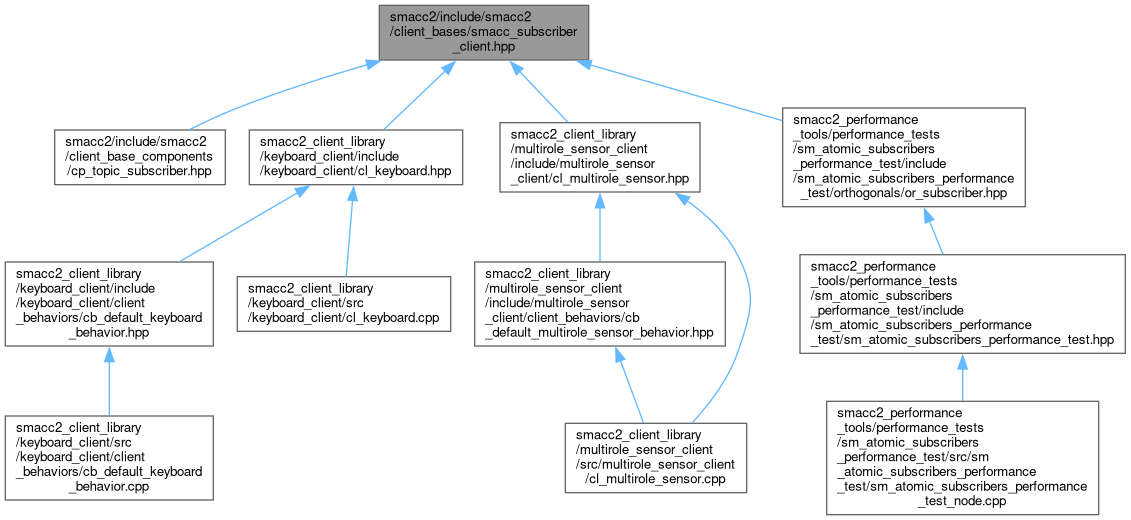 smacc2/include/smacc2
/client_bases/smacc_subscriber
_client.hpp
smacc2/include/smacc2
/client_base_components
/cp_topic_subscriber.hpp
smacc2_client_library
/keyboard_client/include
/keyboard_client/cl_keyboard.hpp
smacc2_client_library
/multirole_sensor_client
/include/multirole_sensor
_client/cl_multirole_sensor.hpp
smacc2_performance
_tools/performance_tests
/sm_atomic_subscribers
_performance_test/include
/sm_atomic_subscribers_performance
_test/orthogonals/or_subscriber.hpp
smacc2_client_library
/keyboard_client/include
/keyboard_client/client
_behaviors/cb_default_keyboard
_behavior.hpp
smacc2_client_library
/keyboard_client/src
/keyboard_client/cl_keyboard.cpp
smacc2_client_library
/multirole_sensor_client
/include/multirole_sensor
_client/client_behaviors/cb
_default_multirole_sensor_behavior.hpp
smacc2_performance
_tools/performance_tests
/sm_atomic_subscribers
_performance_test/include
/sm_atomic_subscribers_performance
_test/sm_atomic_subscribers_performance_test.hpp
smacc2_client_library
/keyboard_client/src
/keyboard_client/client
_behaviors/cb_default_keyboard
_behavior.cpp
smacc2_client_library
/multirole_sensor_client
/src/multirole_sensor_client
/cl_multirole_sensor.cpp
smacc2_performance
_tools/performance_tests
/sm_atomic_subscribers
_performance_test/src/sm
_atomic_subscribers_performance
_test/sm_atomic_subscribers_performance
_test_node.cpp